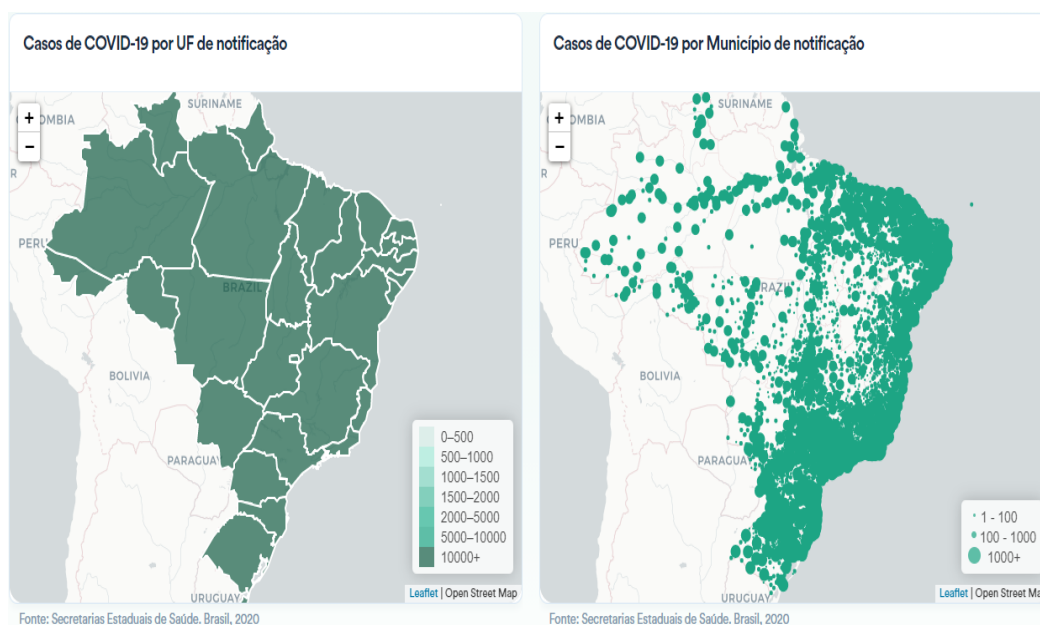 Casos de COVID-19 por UF de notificação
+
−
SURINAME
OMBIA
R
PERU
BRAZIL
BOLIVIA
PARAGUA
URUGUAY
0–500
500–1000
1000–1500
1500–2000
2000–5000
5000–10000
10000+
Leaflet | Open Street Map
Fonte: Secretarias Estaduais de Saúde. Brasil, 2020
Casos de COVID-19 por Município de notificação
+
−
SURINAME
OMBIA
R
PERU
RAZIL
BOLIVIA
PARAGUA
URUGUAY
1 - 100
100 - 1000
1000+
Leaflet | Open Street Ma
Fonte: Secretarias Estaduais de Saúde. Brasil, 2020